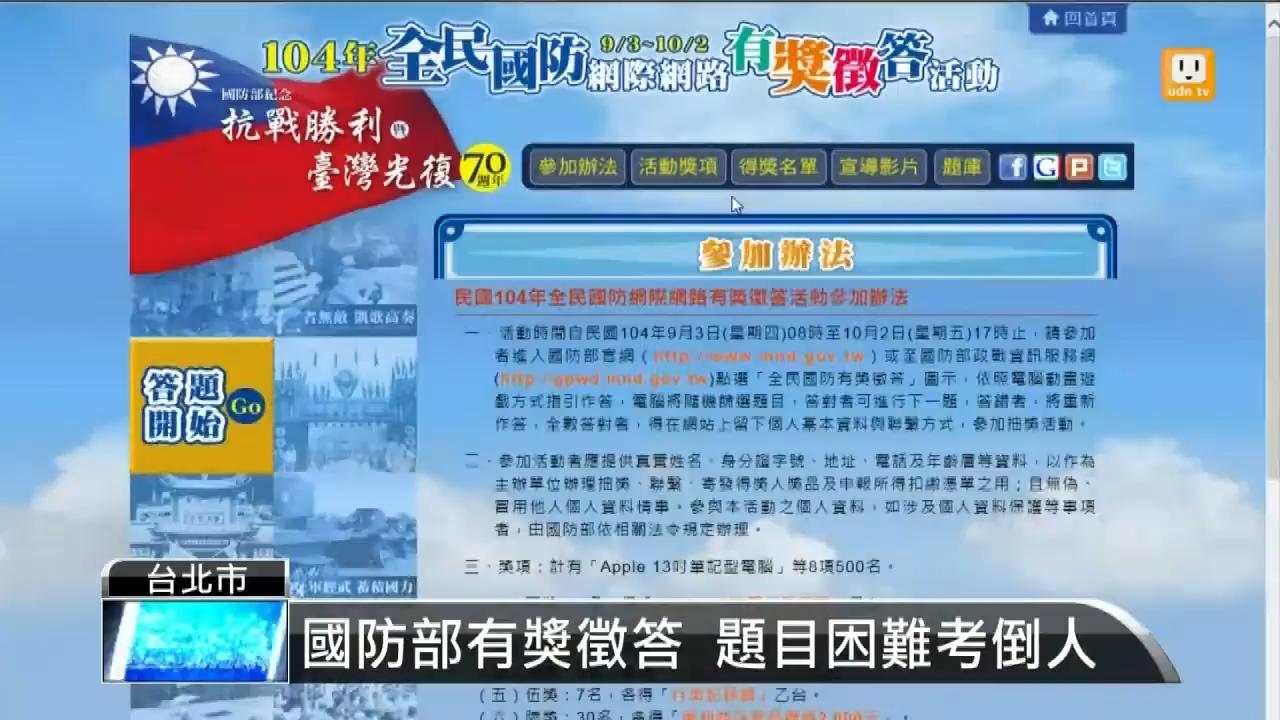 回首頁
104年全民國防 9/3~10/2 網際網路有獎徵答活動
udn tv
國防部紀念
抗戰勝利暨
臺灣光復70週年
參加辦法 活動獎項 得獎名單 宣導影片 題庫
參加辦法
民國104年全民國防網際網路有獎徵答活動參加辦法
一、活動時間自民國104年9月3日(星期四)08時至10月2日(星期五)17時止，請參加
者進入國防部官網（http://www.mnd.gov.tw）或至國防部政戰資訊服務網
(http://gpwd.mnd.gov.tw)點選「全民國防有獎徵答」圖示，依照電腦動畫遊
戲方式指引作答，電腦將隨機篩選題目，答對者可進行下一題，答錯者，將重新
作答，全數答對者，得在網站上留下個人基本資料與聯繫方式，參加抽獎活動。
者無敵 凱歌高奏
答題
開始 Go
二、參加活動者應提供真實姓名、身分證字號、地址、電話及年齡層等資料，以作為
主辦單位辦理抽獎、聯繫、寄發得獎人獎品及申報所得扣繳憑單之用；且無偽、
冒用他人個人資料情事。參與本活動之個人資料，如涉及個人資料保護等事項
者，由國防部依相關法令規定辦理。
三、獎項：計有「Apple 13吋筆記型電腦」等8項500名。
軍經武 蓄積國力
台北市
國防部有獎徵答 題目困難考倒人
（五）伍獎：7名，各得「行車記錄器」乙台。